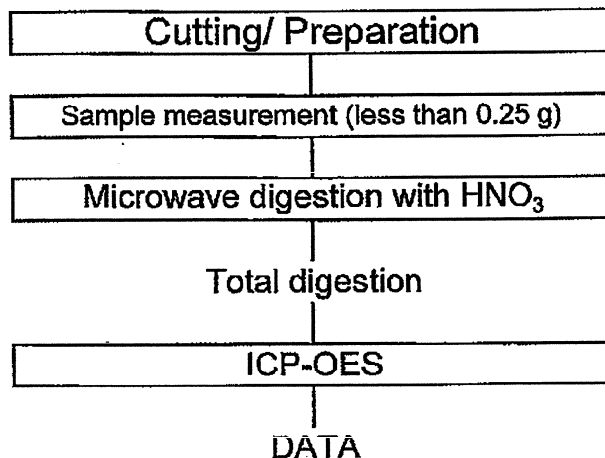 Cutting/ Preparation
Sample measurement (less than 0.25 g)
Microwave digestion with HNO₃
Total digestion
ICP-OES
DATA